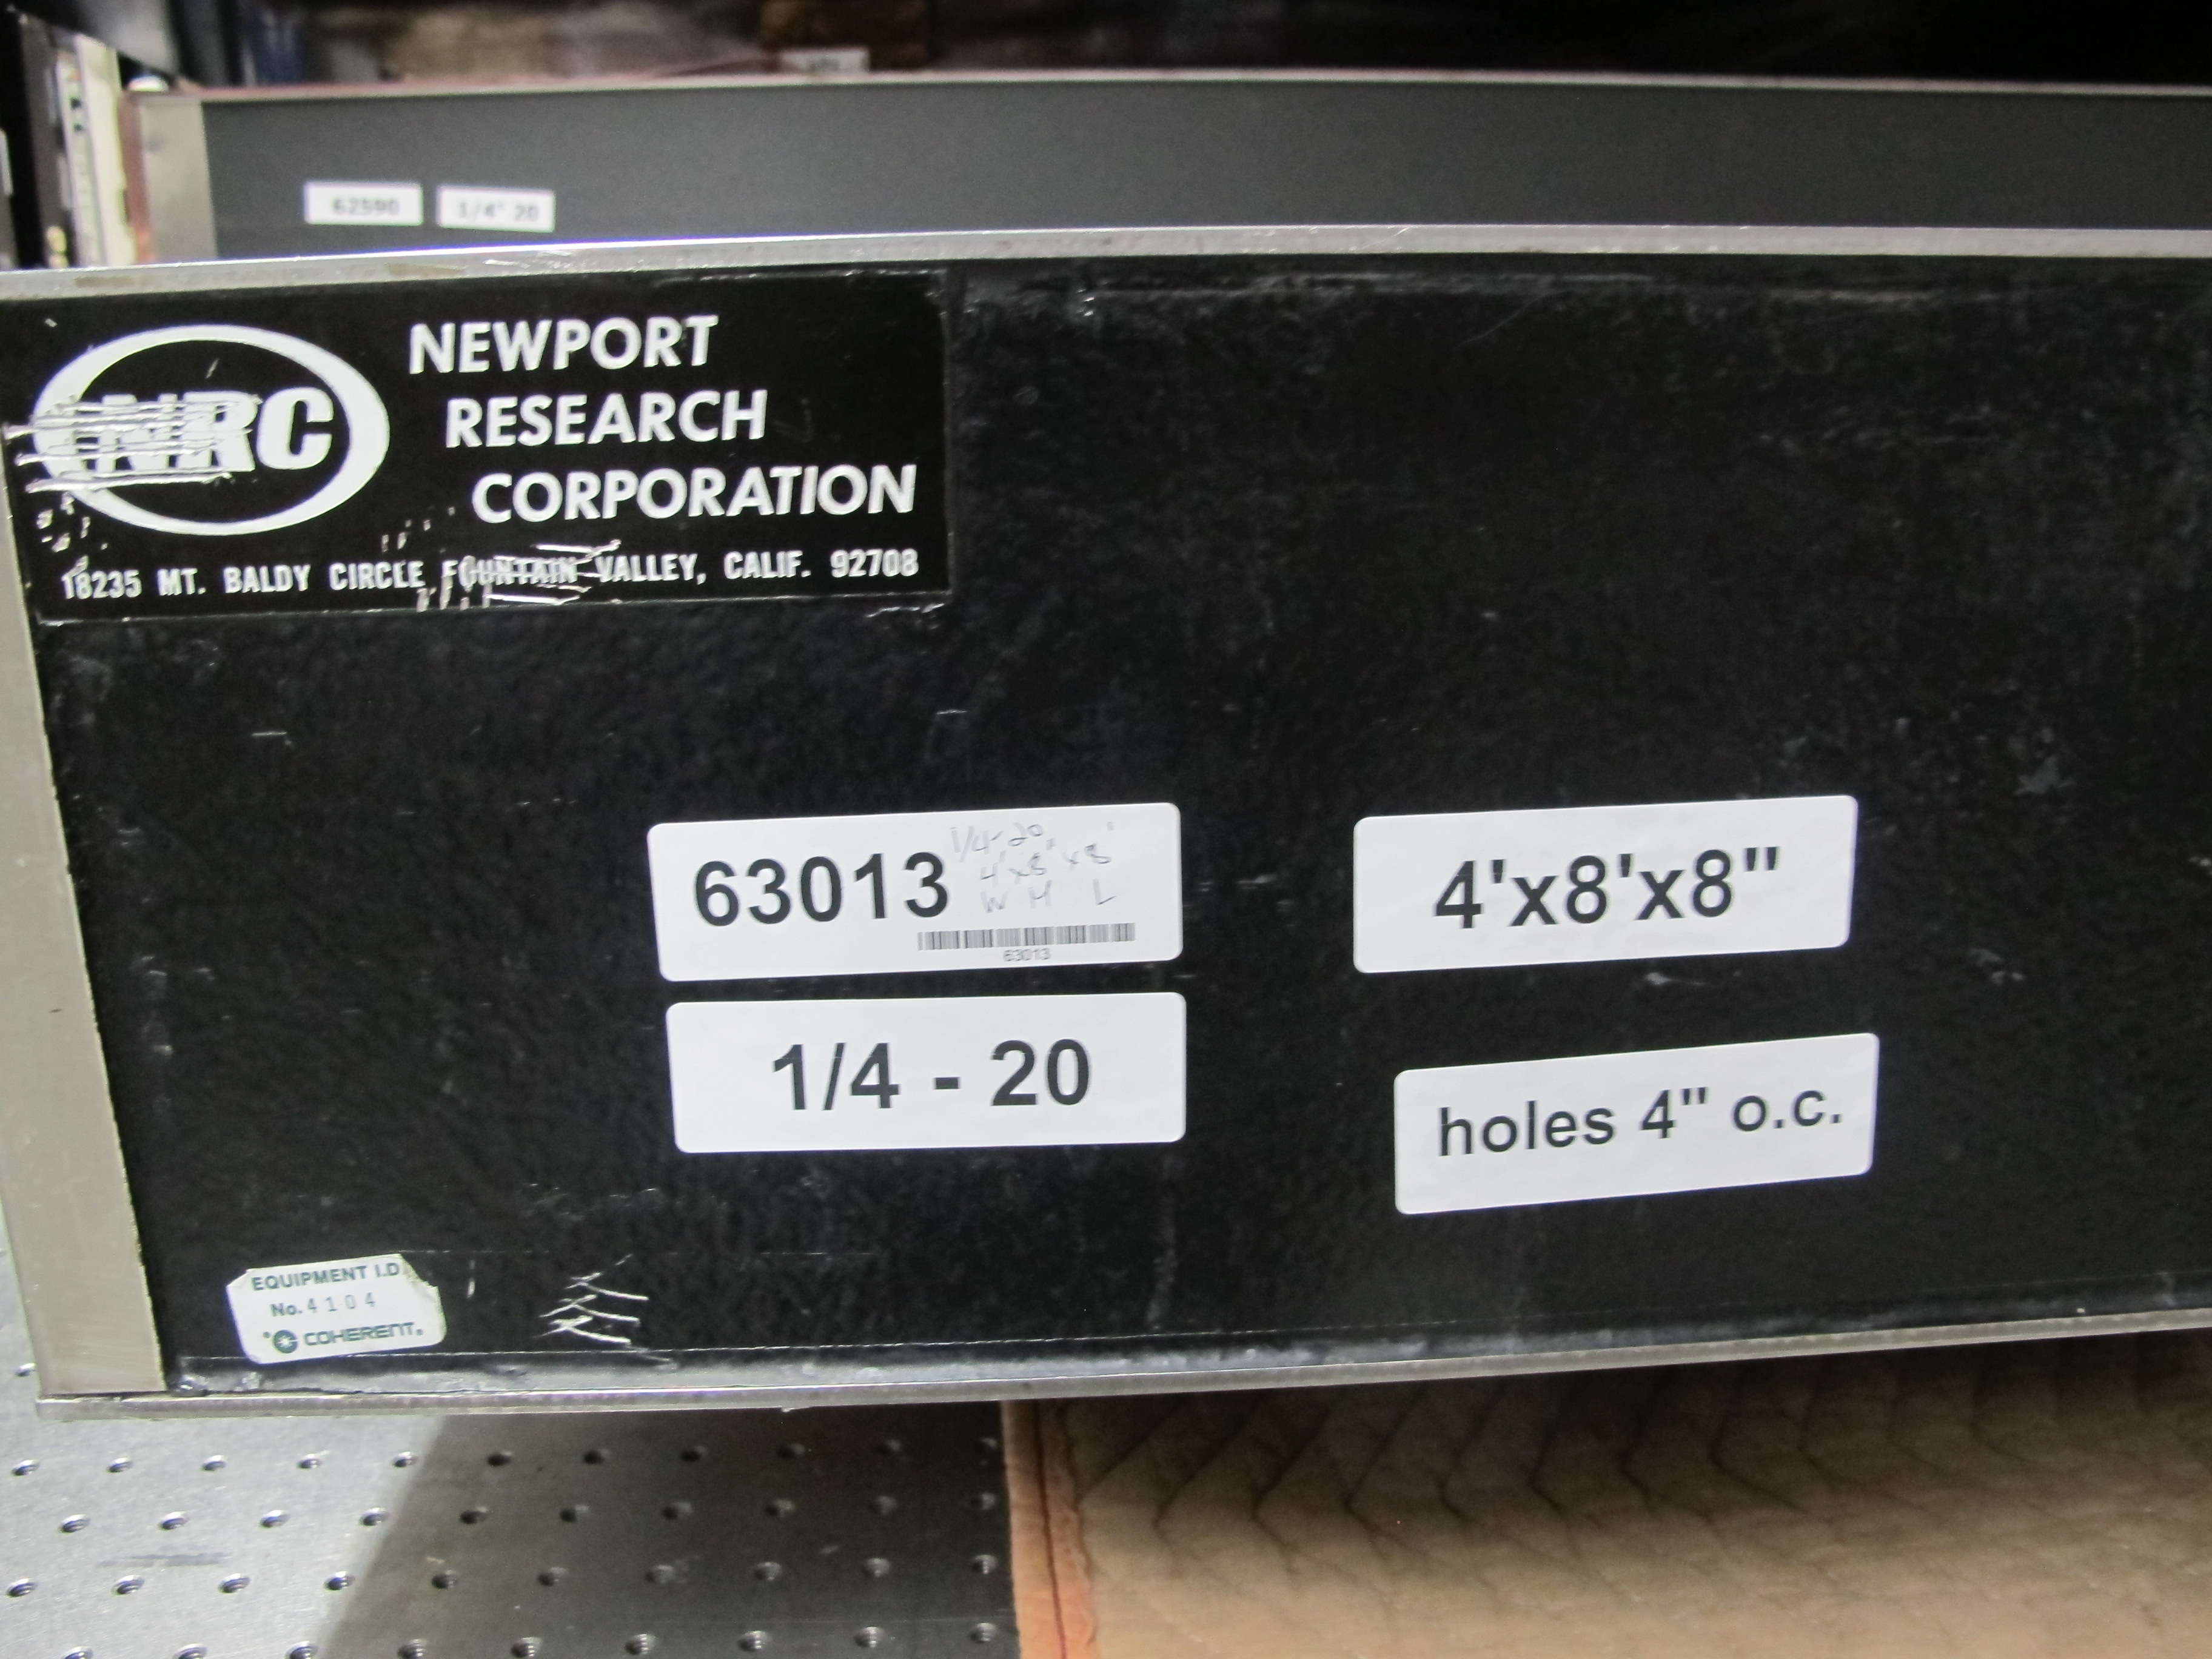 62590
1/4" 20
NRC
NEWPORT
RESEARCH
CORPORATION
18235 MT. BALDY CIRCLE FOUNTAIN VALLEY, CALIF. 92708
63013
1/4-20
4'x8"x8'
W H L
63013
4'x8'x8"
1/4 - 20
holes 4" o.c.
EQUIPMENT I.D.
No. 4104
COHERENT